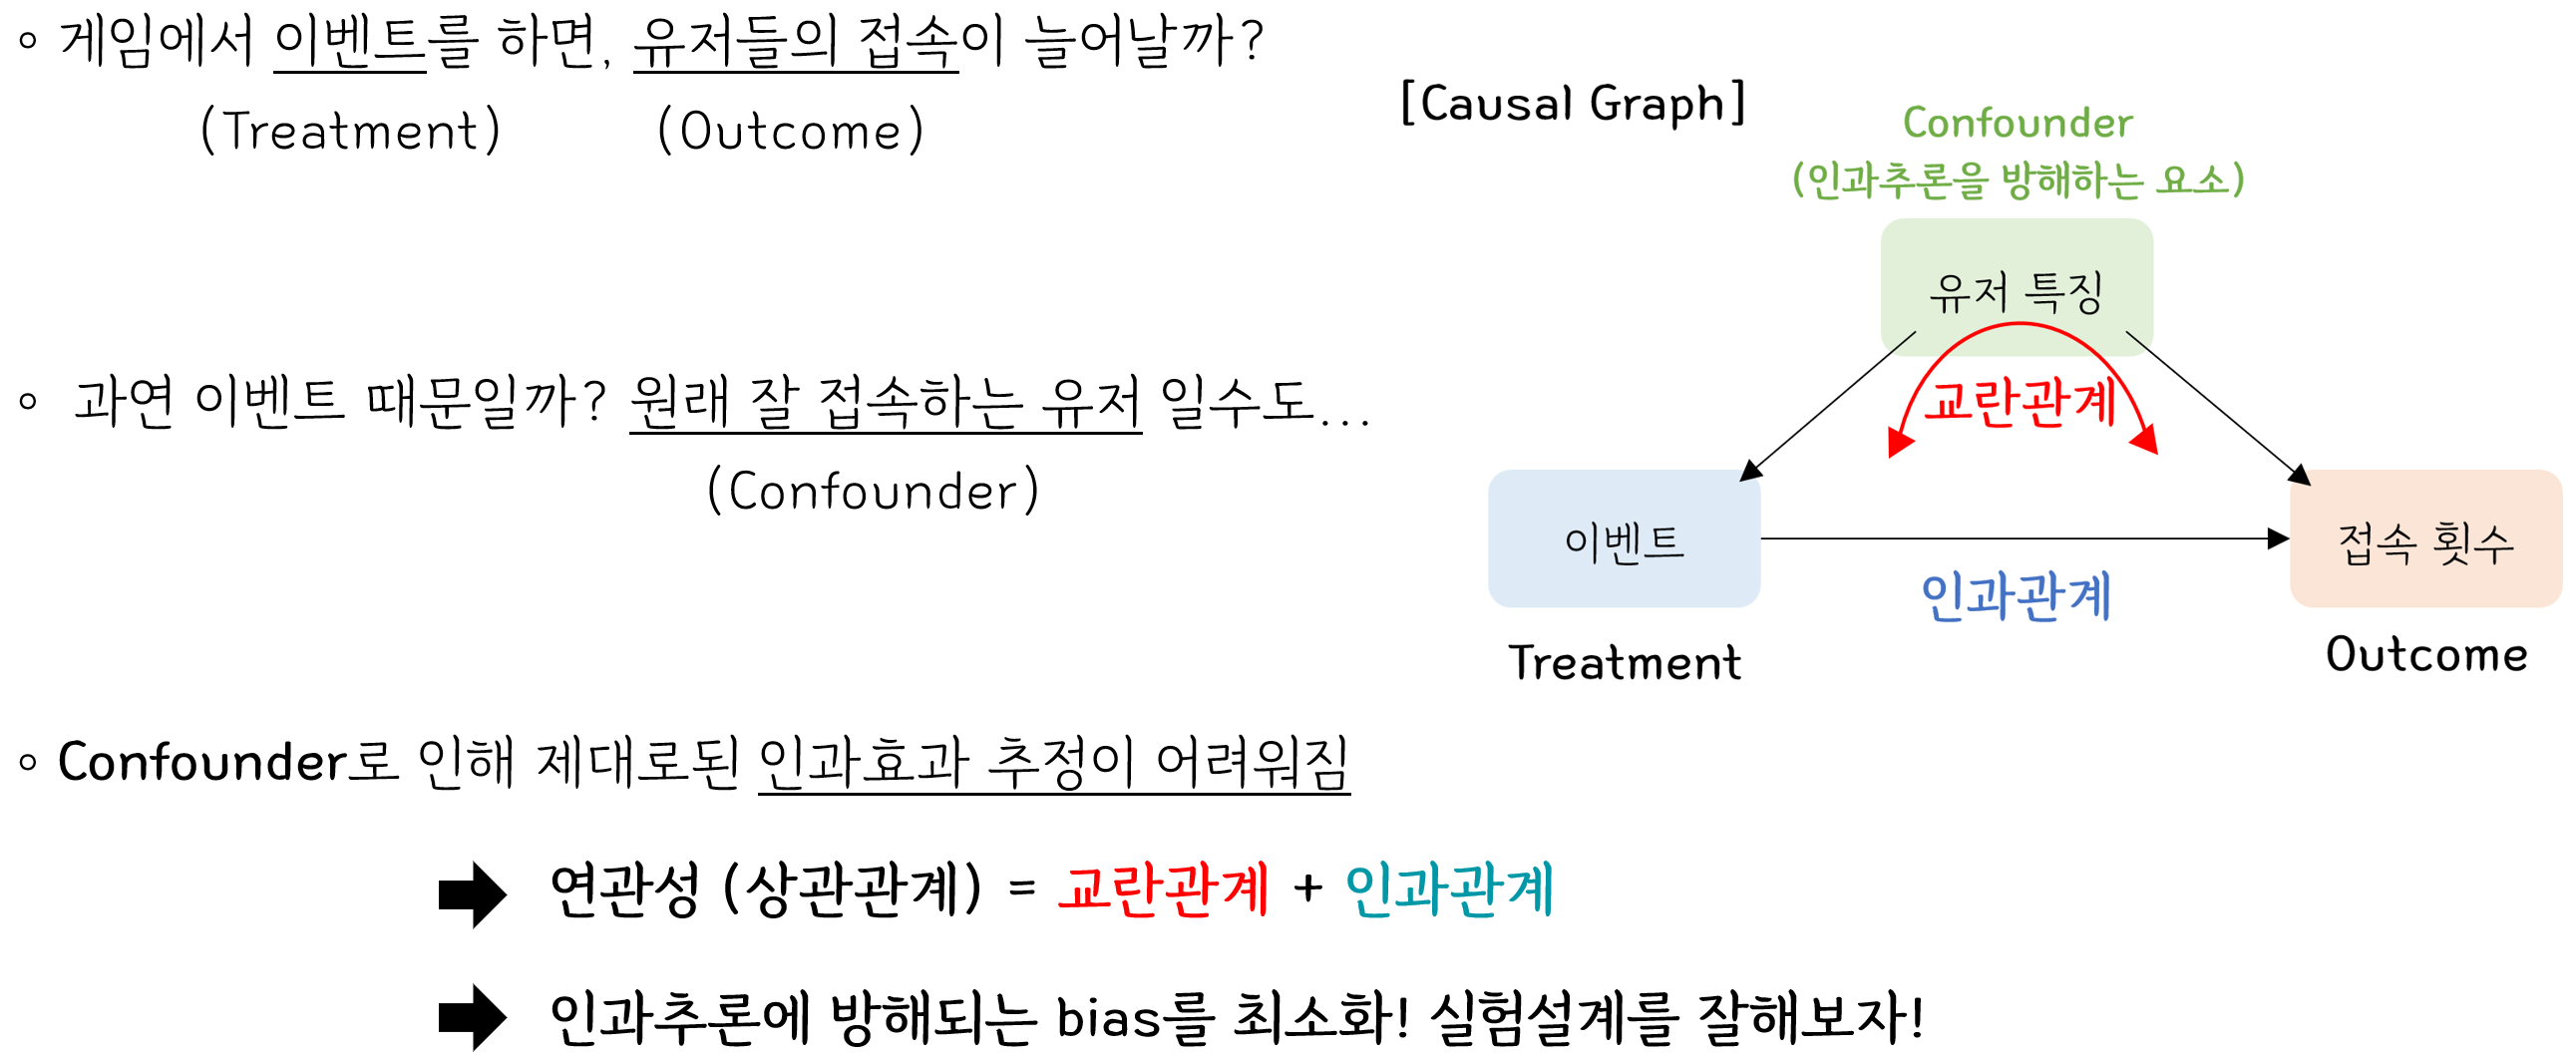 ◦ 게임에서 이벤트를 하면, 유저들의 접속이 늘어날까?
(Treatment) (Outcome)
◦ 과연 이벤트 때문일까? 원래 잘 접속하는 유저 일수도...
(Confounder)
[Causal Graph]
Confounder
(인과추론을 방해하는 요소)
유저 특징
교란관계
이벤트
접속 횟수
인과관계
Treatment
Outcome
◦ Confounder로 인해 제대로된 인과효과 추정이 어려워짐
➡ 연관성 (상관관계) = 교란관계 + 인과관계
➡ 인과추론에 방해되는 bias를 최소화! 실험설계를 잘해보자!